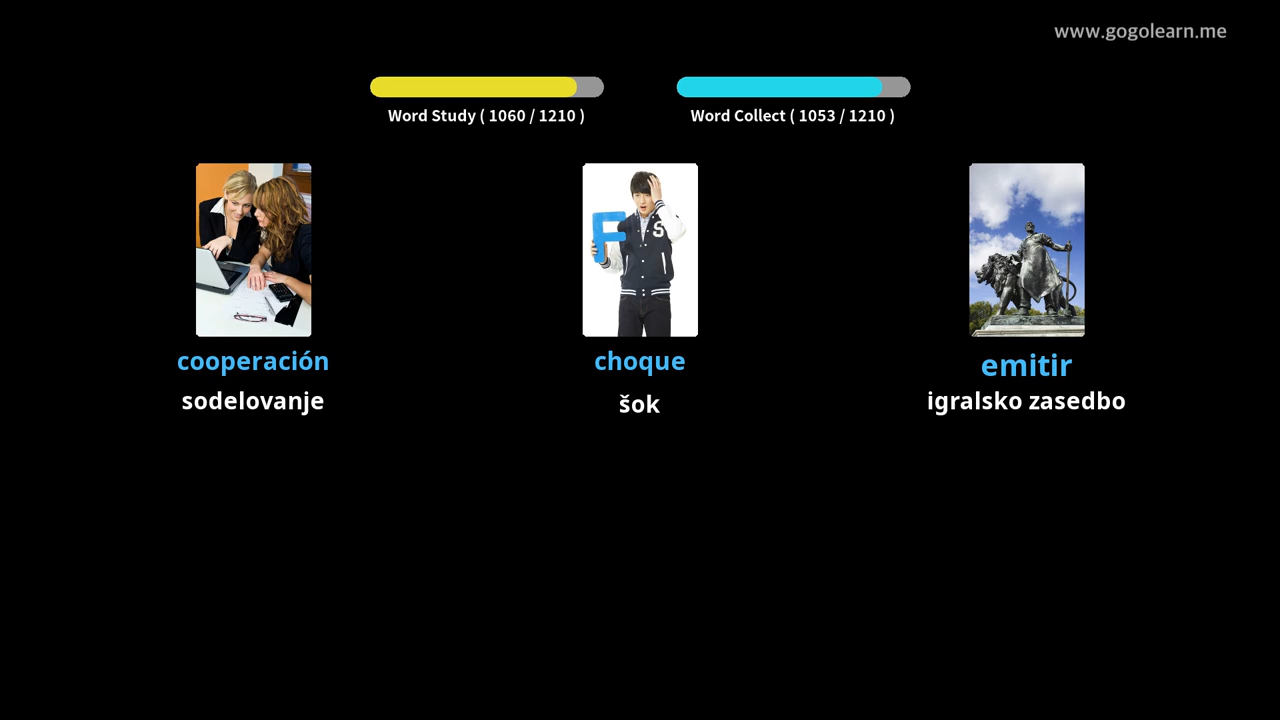 www.gogolearn.me
Word Study ( 1060 / 1210 )
Word Collect ( 1053 / 1210 )
F
S
cooperación
choque
emitir
sodelovanje
šok
igralsko zasedbo